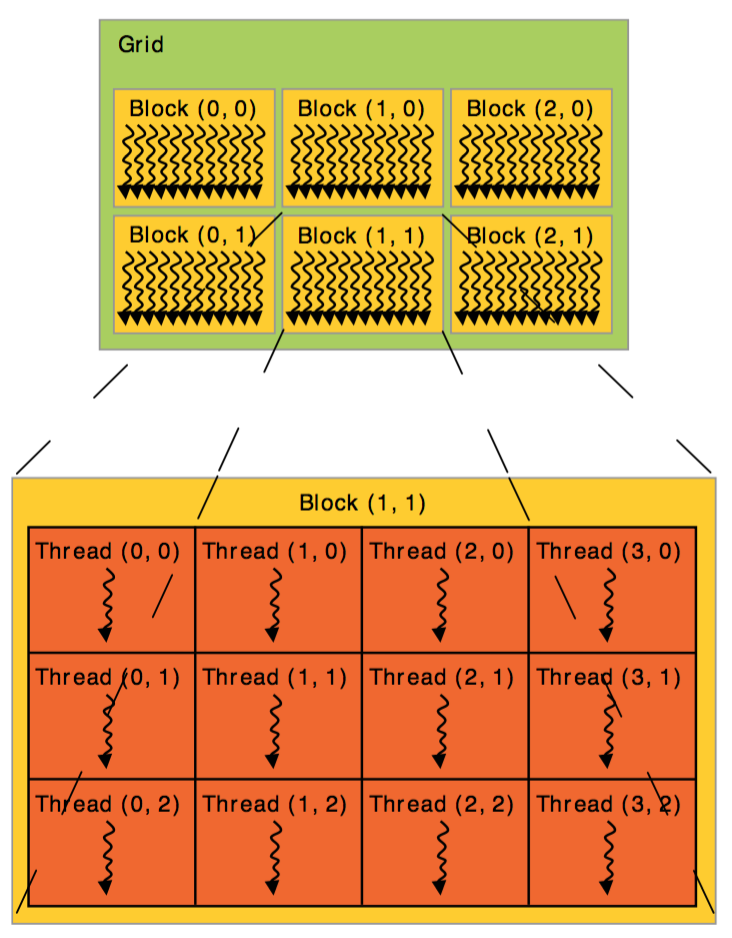 Grid
Block (0, 0) Block (1, 0) Block (2, 0)
Block (0, 1) Block (1, 1) Block (2, 1)
Block (1, 1)
Thread (0, 0) Thread (1, 0) Thread (2, 0) Thread (3, 0)
Thread (0, 1) Thread (1, 1) Thread (2, 1) Thread (3, 1)
Thread (0, 2) Thread (1, 2) Thread (2, 2) Thread (3, 2)